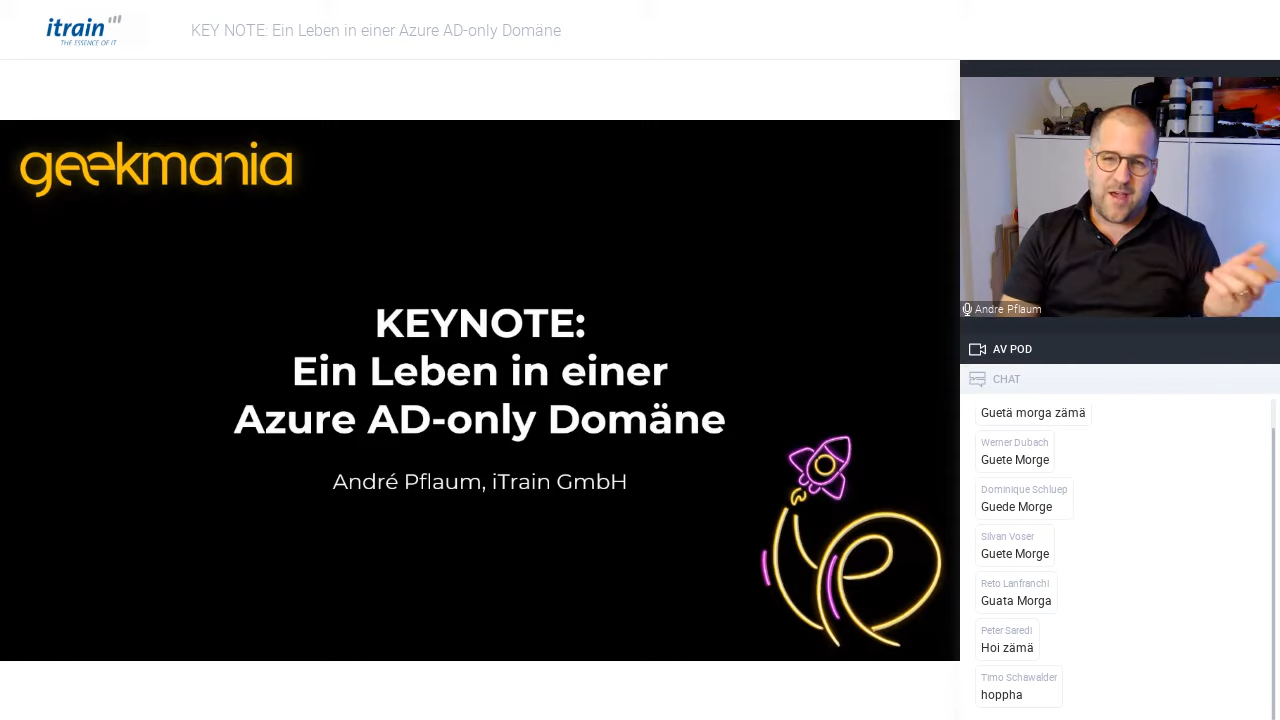 itrain
THE ESSENCE OF IT
KEY NOTE: Ein Leben in einer Azure AD-only Domäne
geekmania
KEYNOTE:
Ein Leben in einer
Azure AD-only Domäne
André Pflaum, iTrain GmbH
Andre Pflaum
AV POD
CHAT
Guetä morga zämä
Werner Dubach
Guete Morge
Dominique Schluep
Guede Morge
Silvan Voser
Guete Morge
Reto Lanfranchi
Guata Morga
Peter Saredi
Hoi zämä
Timo Schawalder
hoppha